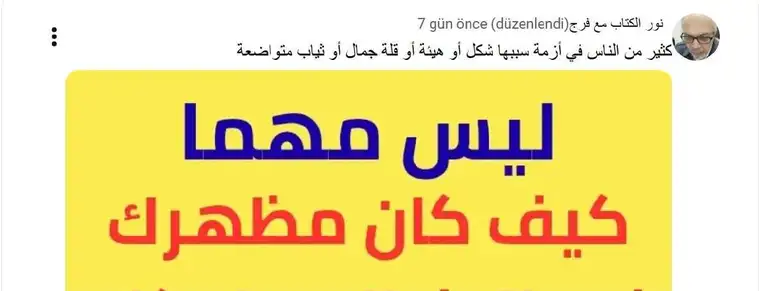 نور الكتاب مع فرج 7 gün önce (düzenlendi)
كثير من الناس في أزمة سببها شكل أو هيئة أو قلة جمال أو ثياب متواضعة
ليس مهما
كيف كان مظهرك